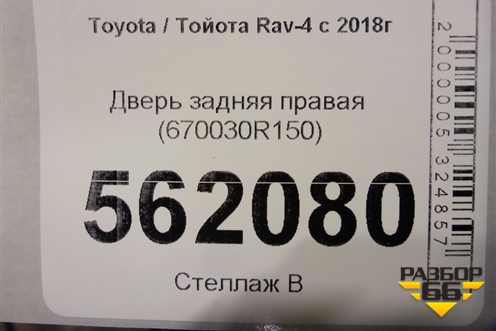 Toyota / Тойота Rav-4 с 2018г
Дверь задняя правая
(670030R150)
562080
Стеллаж В
2000005324857
РАЗБОР
66